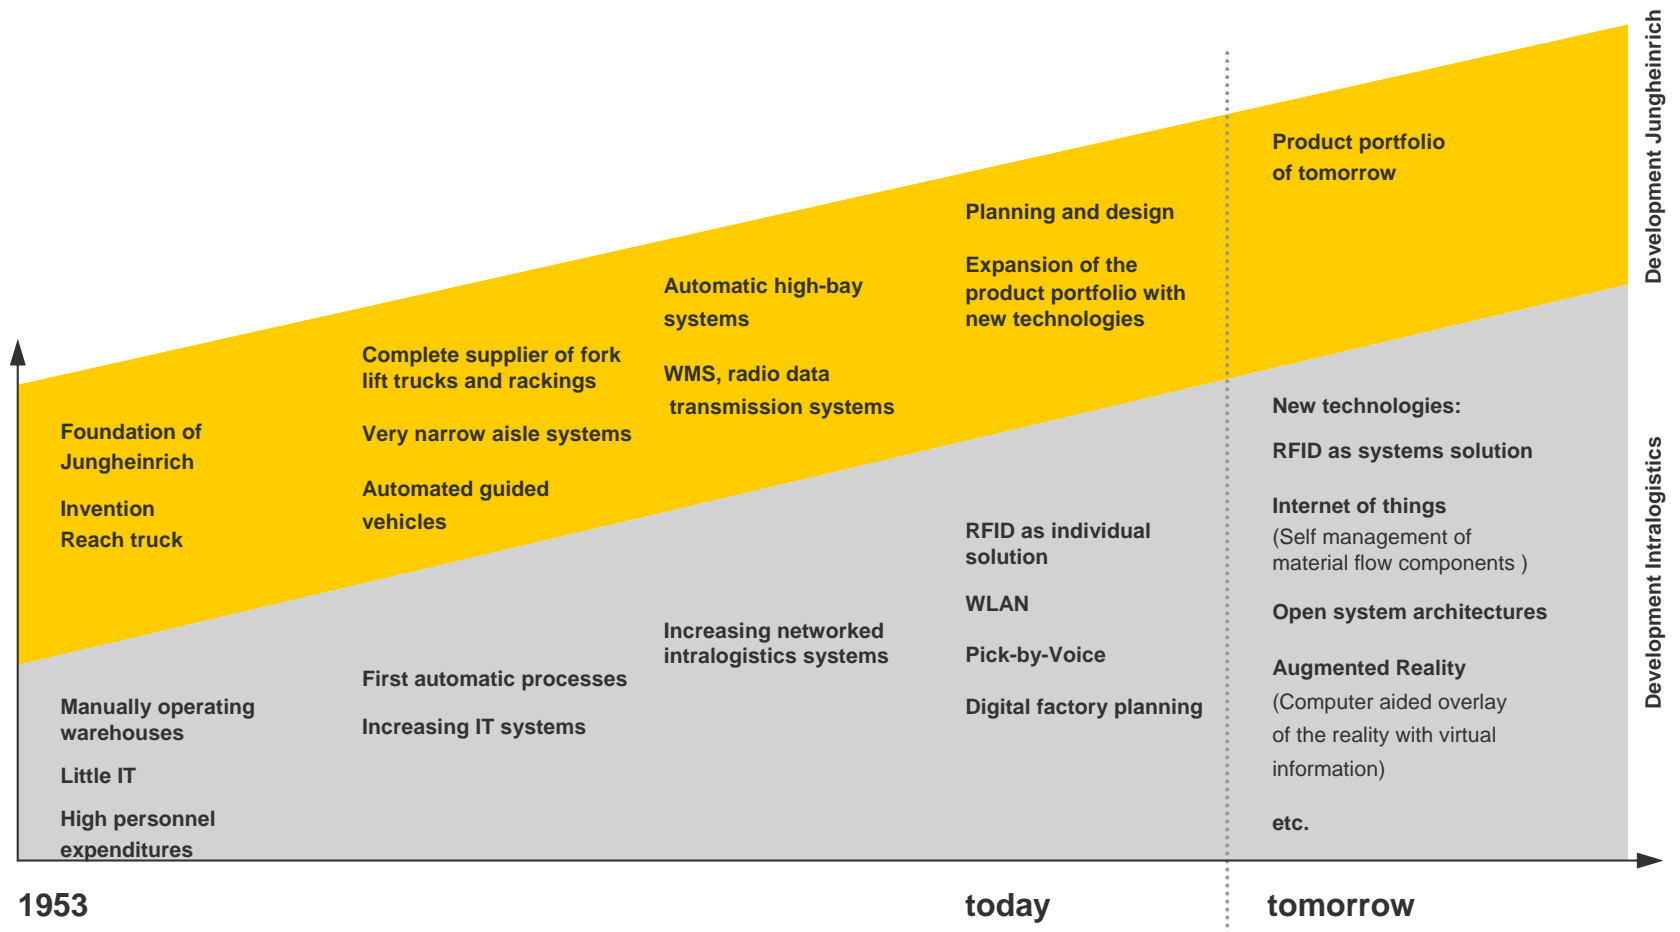 Foundation of
Jungheinrich
Invention
Reach truck
Complete supplier of fork
lift trucks and rackings
Very narrow aisle systems
Automated guided
vehicles
Automatic high-bay
systems
WMS, radio data
transmission systems
Planning and design
Expansion of the
product portfolio with
new technologies
Product portfolio
of tomorrow
Development Jungheinrich
Manually operating
warehouses
Little IT
High personnel
expenditures
First automatic processes
Increasing IT systems
Increasing networked
intralogistics systems
RFID as individual
solution
WLAN
Pick-by-Voice
Digital factory planning
New technologies:
RFID as systems solution
Internet of things
(Self management of
material flow components )
Open system architectures
Augmented Reality
(Computer aided overlay
of the reality with virtual
information)
etc.
Development Intralogistics
1953
today
tomorrow